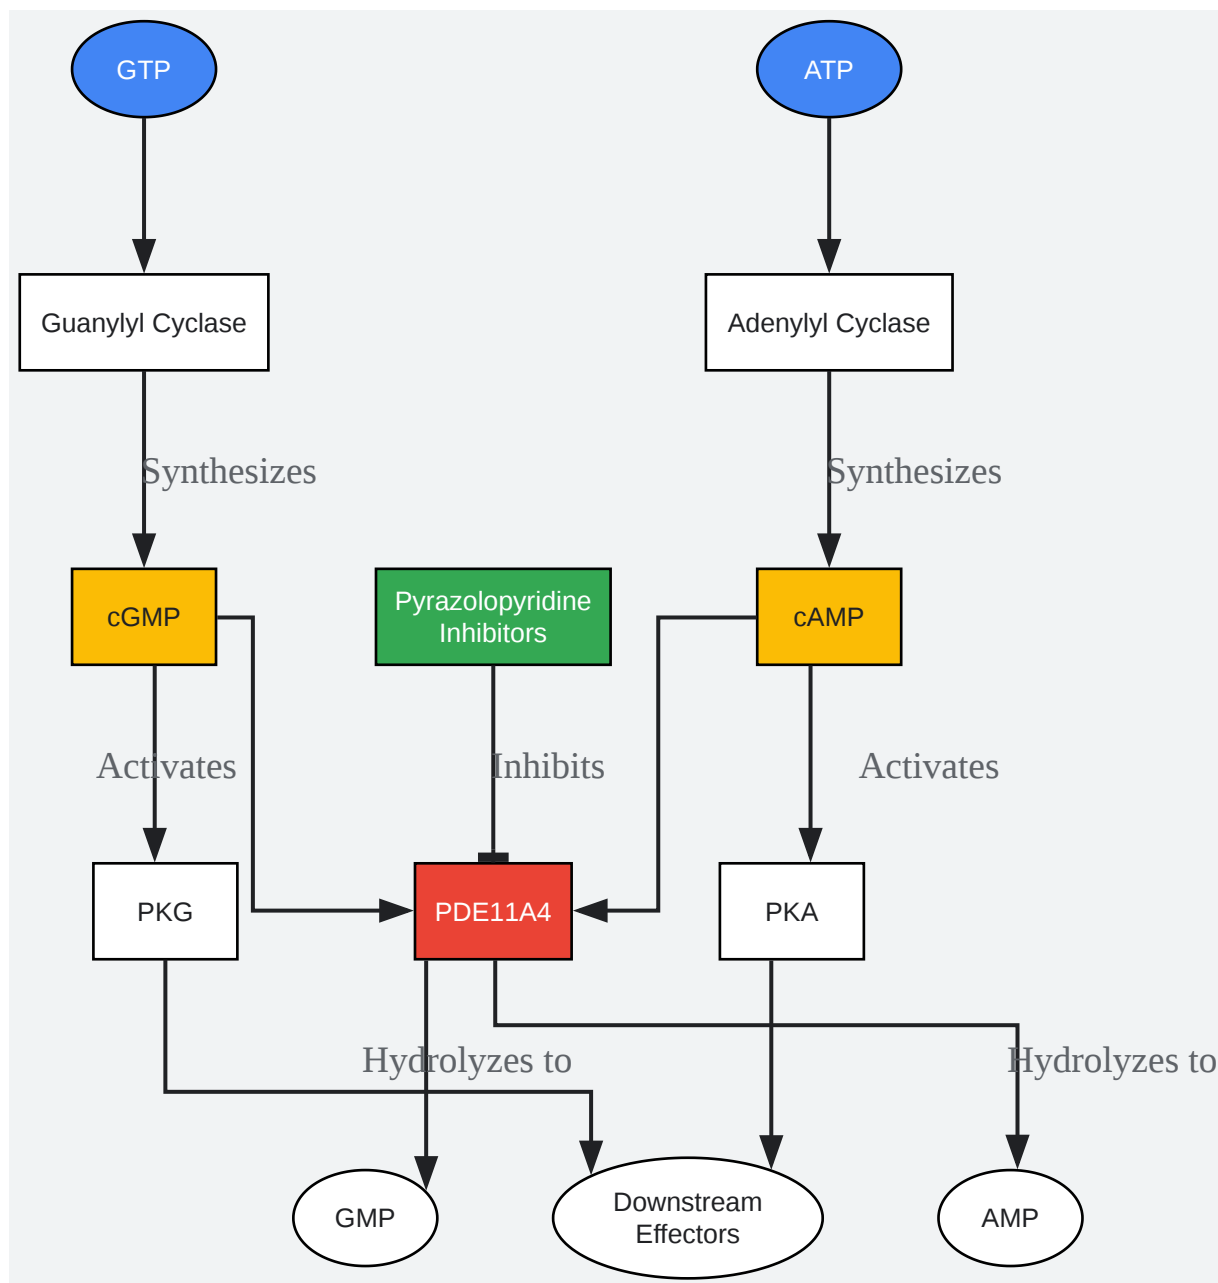 GTP
ATP
Guanylyl Cyclase
Adenylyl Cyclase
Synthesizes
Synthesizes
cGMP
Pyrazolopyridine
Inhibitors
cAMP
Activates
Inhibits
Activates
PKG
PDE11A4
PKA
Hydrolyzes to
Hydrolyzes to
GMP
Downstream
Effectors
AMP